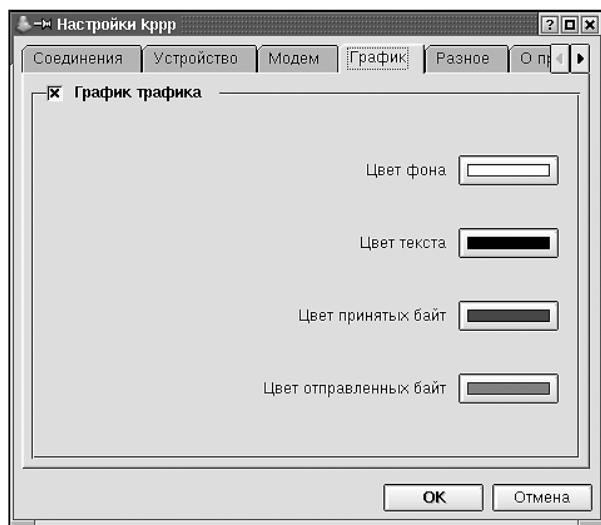 Настройки kppp
Соединения Устройство Модем График Разное О пр
График трафика
Цвет фона
Цвет текста
Цвет принятых байт
Цвет отправленных байт
OK Отмена